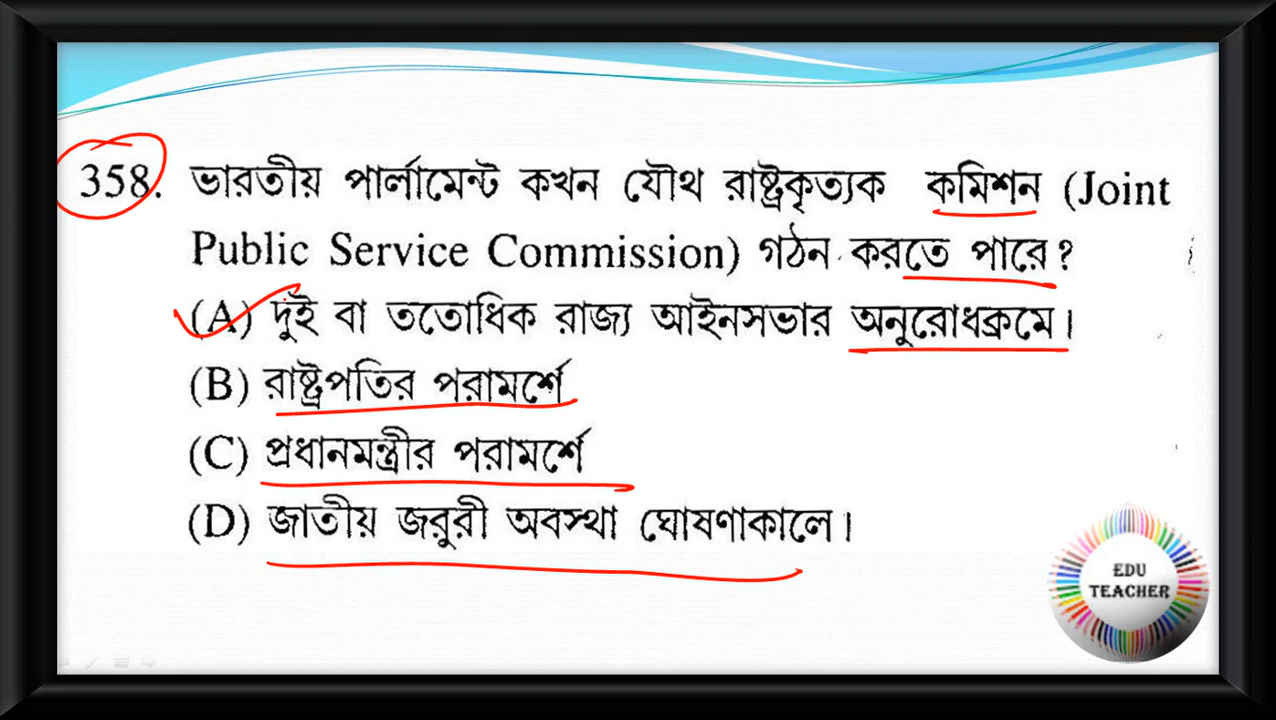 358. ভারতীয় পার্লামেন্ট কখন যৌথ রাষ্ট্রকৃত্যক কমিশন (Joint
Public Service Commission) গঠন করতে পারে?
(A) দুই বা ততোধিক রাজ্য আইনসভার অনুরোধক্রমে।
(B) রাষ্ট্রপতির পরামর্শে
(C) প্রধানমন্ত্রীর পরামর্শে
(D) জাতীয় জরুরী অবস্থা ঘোষণাকালে।
EDU
TEACHER